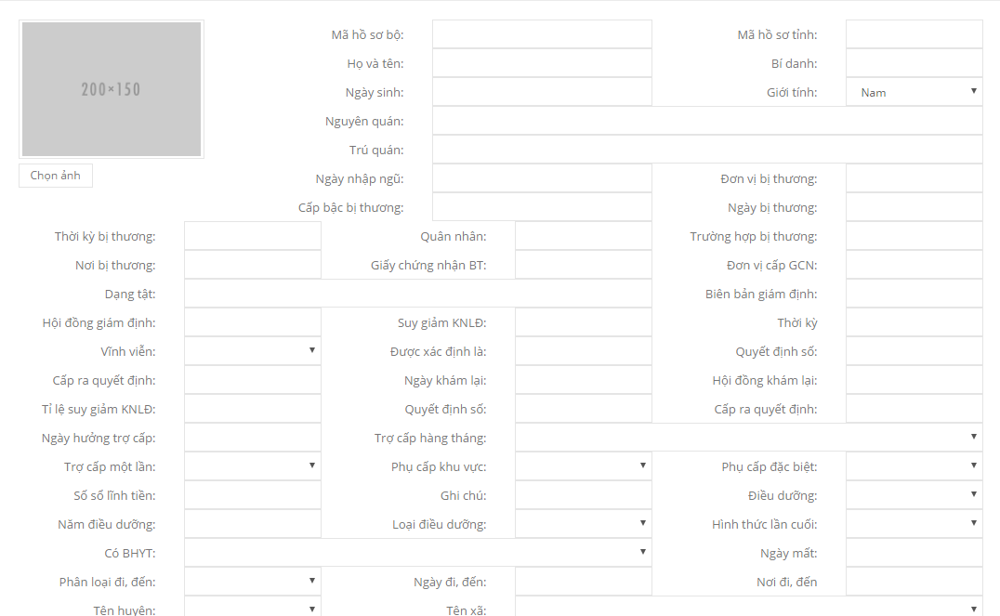 Mã hồ sơ bộ: Mã hồ sơ tỉnh:
Họ và tên: Bí danh:
200×150
Ngày sinh: Giới tính: Nam
Nguyên quán:
Trú quán:
Chọn ảnh
Ngày nhập ngũ: Đơn vị bị thương:
Cấp bậc bị thương: Ngày bị thương:
Thời kỳ bị thương: Quân nhân: Trường hợp bị thương:
Nơi bị thương: Giấy chứng nhận BT: Đơn vị cấp GCN:
Dạng tật: Biên bản giám định:
Hội đồng giám định: Suy giảm KNLĐ: Thời kỳ
Vĩnh viễn: Được xác định là: Quyết định số:
Cấp ra quyết định: Ngày khám lại: Hội đồng khám lại:
Tỉ lệ suy giảm KNLĐ: Quyết định số: Cấp ra quyết định:
Ngày hưởng trợ cấp: Trợ cấp hàng tháng:
Trợ cấp một lần: Phụ cấp khu vực: Phụ cấp đặc biệt:
Số sổ lĩnh tiền: Ghi chú: Điều dưỡng:
Năm điều dưỡng: Loại điều dưỡng: Hình thức lần cuối:
Có BHYT: Ngày mất:
Phân loại đi, đến: Ngày đi, đến: Nơi đi, đến
Tên huyện: Tên xã: